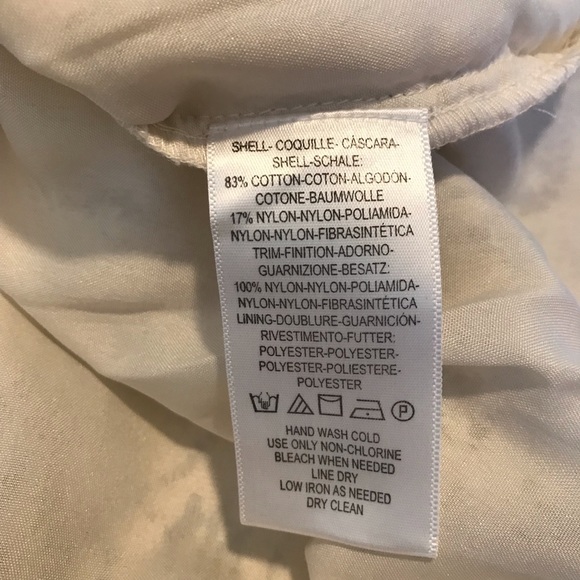 SHELL- COQUILLE- CÀSCARA-
SHELL-SCHALE:
83% COTTON-COTON-ALGODON-
COTONE-BAUMWOLLE
17% NYLON-NYLON-POLIAMIDA-
NYLON-NYLON-FIBRASINTÉTICA
TRIM-FINITION-ADORNO-
GUARNIZIONE-BESATZ:
100% NYLON-NYLON-POLIAMIDA-
NYLON-NYLON-FIBRASINTÉTICA
LINING-DOUBLURE-GUARNICIÓN-
RIVESTIMENTO-FUTTER:
POLYESTER-POLYESTER-
POLYESTER-POLIESTERE-
POLYESTER
P
HAND WASH COLD
USE ONLY NON-CHLORINE
BLEACH WHEN NEEDED
LINE DRY
LOW IRON AS NEEDED
DRY CLEAN